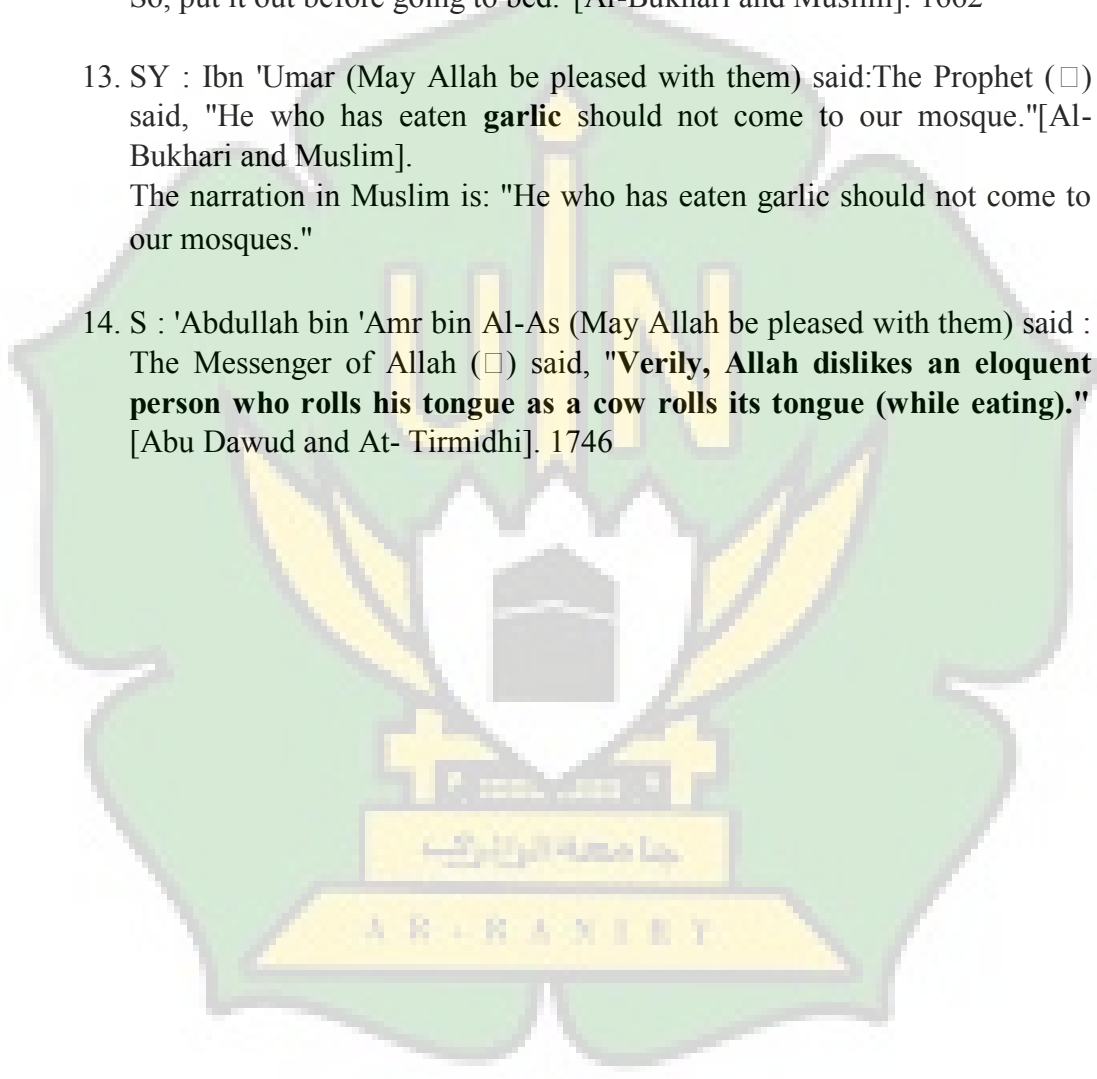 So, put it out before going to bed." [Al-Bukhari and Muslim]. 1662
13. SY : Ibn 'Umar (May Allah be pleased with them) said:The Prophet (□)
said, "He who has eaten garlic should not come to our mosque."[Al-
Bukhari and Muslim].
The narration in Muslim is: "He who has eaten garlic should not come to
our mosques."
14. S : 'Abdullah bin 'Amr bin Al-As (May Allah be pleased with them) said :
The Messenger of Allah (□) said, "Verily, Allah dislikes an eloquent
person who rolls his tongue as a cow rolls its tongue (while eating)."
[Abu Dawud and At- Tirmidhi]. 1746
UIN
جامعة الرانيري
AR-RANIRY